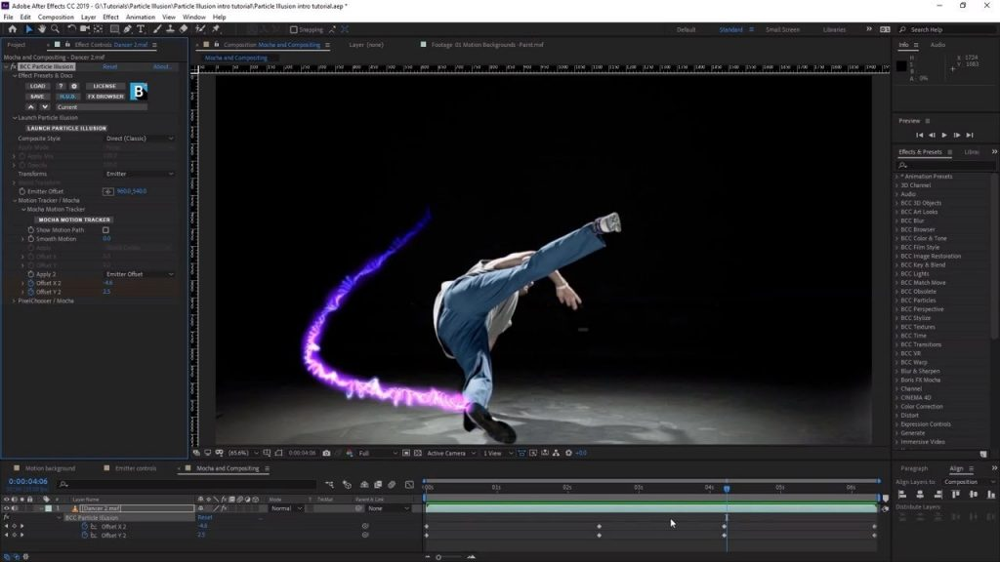 Adobe After Effects CC 2019 - G:\Tutorials\Particle Illusion\Particle Illusion intro tutorial\Particle Illusion intro tutorial.aep *
File Edit Composition Layer Effect Animation View Window Help
Snapping
Default Standard Small Screen Libraries Search Help
Project Effect Controls Dancer 2.mxf Composition Mocha and Compositing Layer (none) Footage 01 Motion Backgrounds - Paint.mxf
Info Audio
Mocha and Compositing - Dancer 2.mxf
Mocha and Compositing
BCC Particle Illusion Reset About...
Effect Presets & Docs
LOAD ? LICENSE
SAVE H.U.D. FX BROWSER B
Current
Launch Particle Illusion
LAUNCH PARTICLE ILLUSION
Composite Style Direct (Classic)
Apply Mode
Apply Mix
Opacity
Transforms Emitter
World Transform
Emitter Offset 960.0,540.0
Motion Tracker / Mocha
Mocha Motion Tracker
MOCHA MOTION TRACKER
Show Motion Path
Smooth Motion 0.0
Apply
Offset X
Offset Y
Apply 2 Emitter Offset
Offset X 2 -4.6
Offset Y 2 2.5
PixelChooser / Mocha
X: 1724
Y: 1083
R:
G:
B:
A: 0%
Preview
Effects & Presets Librar
* Animation Presets
3D Channel
Audio
BCC 3D Objects
BCC Art Looks
BCC Blur
BCC Browser
BCC Color & Tone
BCC Film Style
BCC Image Restoration
BCC Key & Blend
BCC Lights
BCC Match Move
BCC Obsolete
BCC Particles
BCC Perspective
BCC Stylize
BCC Textures
BCC Time
BCC Transitions
BCC VR
BCC Warp
Blur & Sharpen
Boris FX Mocha
Channel
CINEMA 4D
Color Correction
Distort
Expression Controls
Generate
Immersive Video
(65.6%) 0:00:04:06 Full Active Camera 1 View +0.0
Motion background Emitter controls Mocha and Compositing
0:00:04:06
Layer Name Mode T TrkMat Parent & Link
1 [Dancer 2.mxf] Normal None
BCC Particle Illusion Reset
Offset X 2 -4.6
Offset Y 2 2.5
:00s 01s 02s 03s 04s 05s 06s
Paragraph Align
Align Layers to: Composition
Distribute Layers: